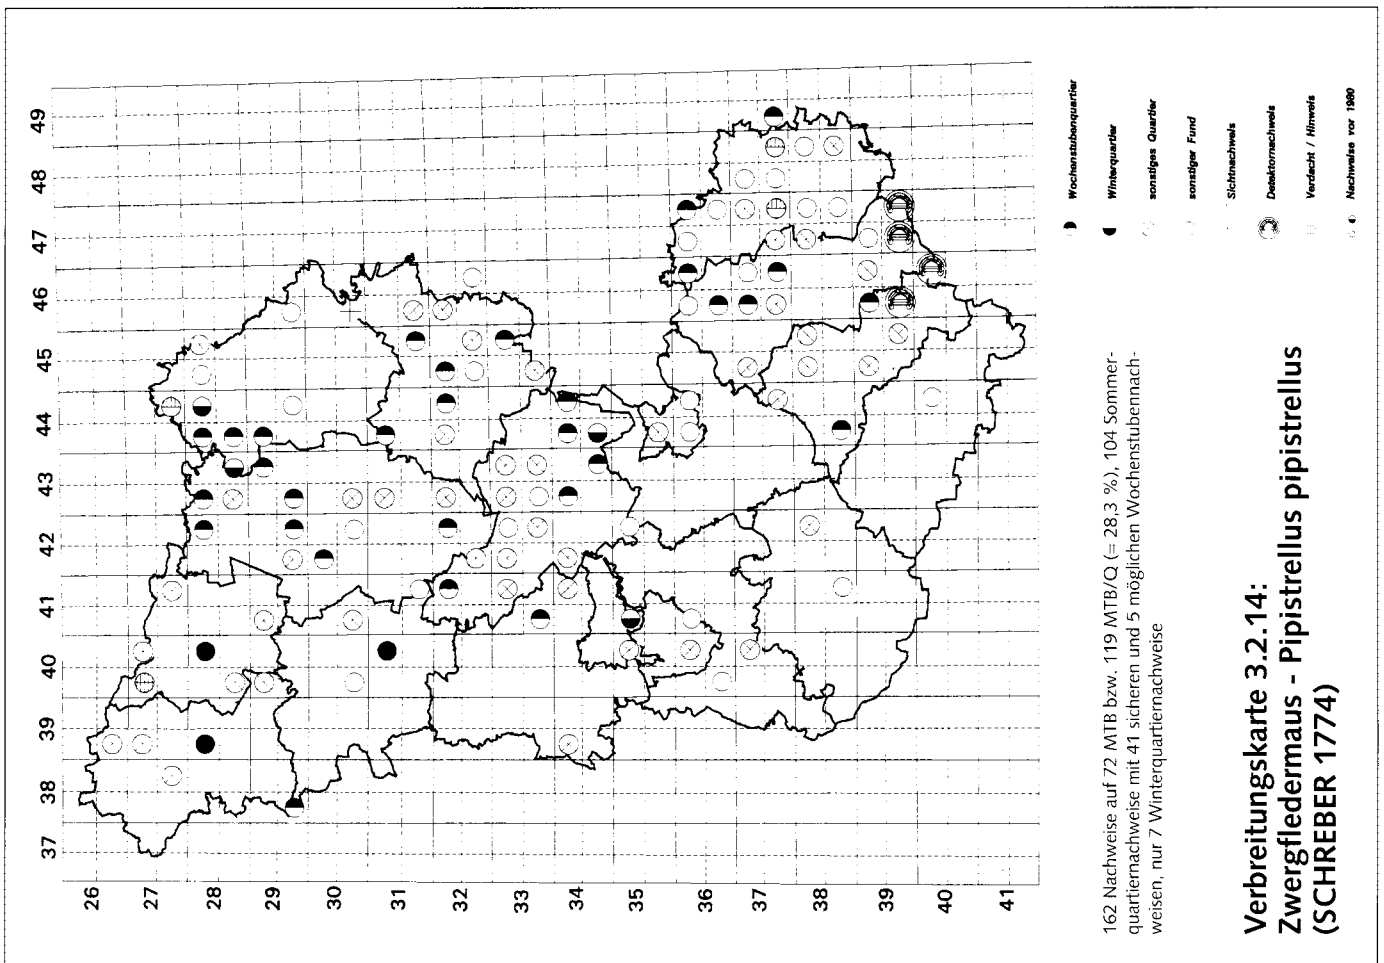 49
48
47
46
45
44
43
42
41
40
39
38
37
26
27
28
29
30
31
32
33
34
35
36
37
38
39
40
41
Wochenstubenquartier
Winterquartier
sonstiges Quartier
sonstiger Fund
Sichtnachweis
Detektornachweis
Verdacht / Hinweis
Nachweise vor 1980
162 Nachweise auf 72 MTB bzw. 119 MTB/Q (= 28,3 %), 104 Sommer-
quartiernachweise mit 41 sicheren und 5 möglichen Wochenstubennach-
weisen, nur 7 Winterquartiernachweise
Verbreitungskarte 3.2.14:
Zwergfledermaus - Pipistrellus pipistrellus
(SCHREBER 1774)